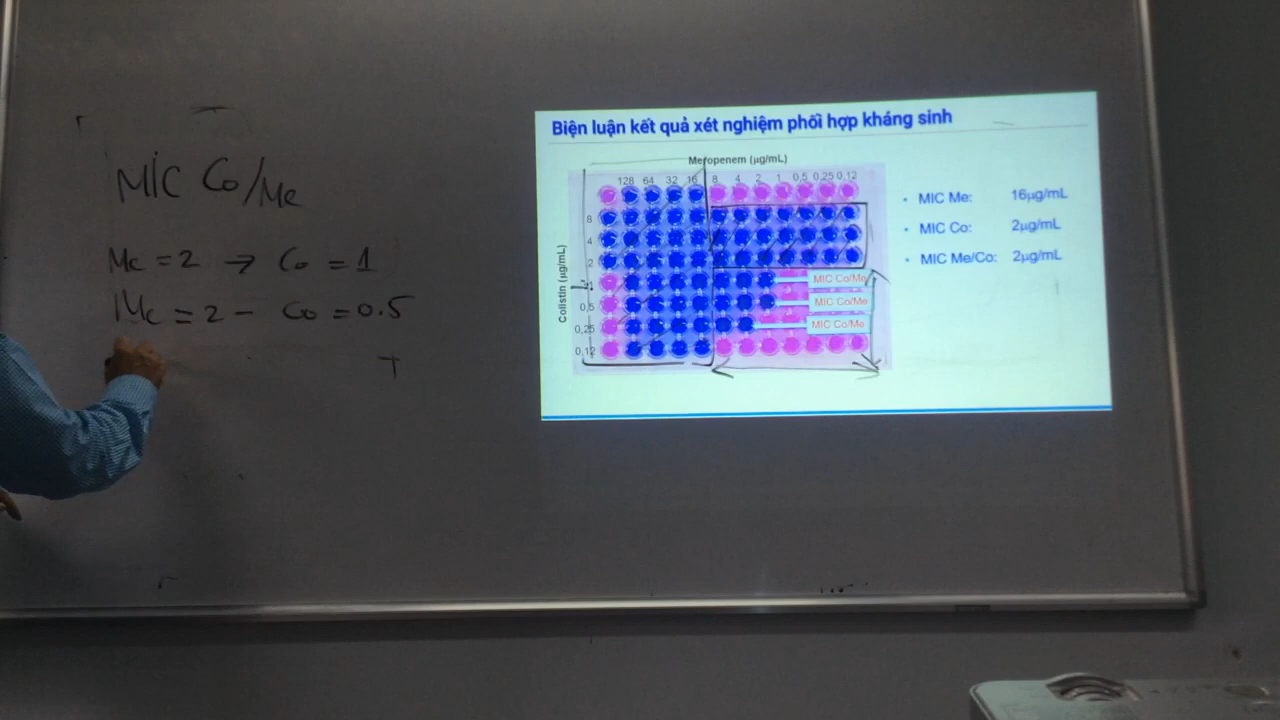 MIC Co/Me
Me = 2 → Co = 1
Me = 2 - Co = 0.5
Biện luận kết quả xét nghiệm phối hợp kháng sinh
Meropenem (µg/mL)
128 64 32 16 8 4 2 1 0,5 0,25 0,12
Colistin (µg/mL)
8
4
2
1
0,5
0,25
0,12
MIC Co/Me
MIC Co/Me
MIC Co/Me
• MIC Me: 16µg/mL
• MIC Co: 2µg/mL
• MIC Me/Co: 2µg/mL